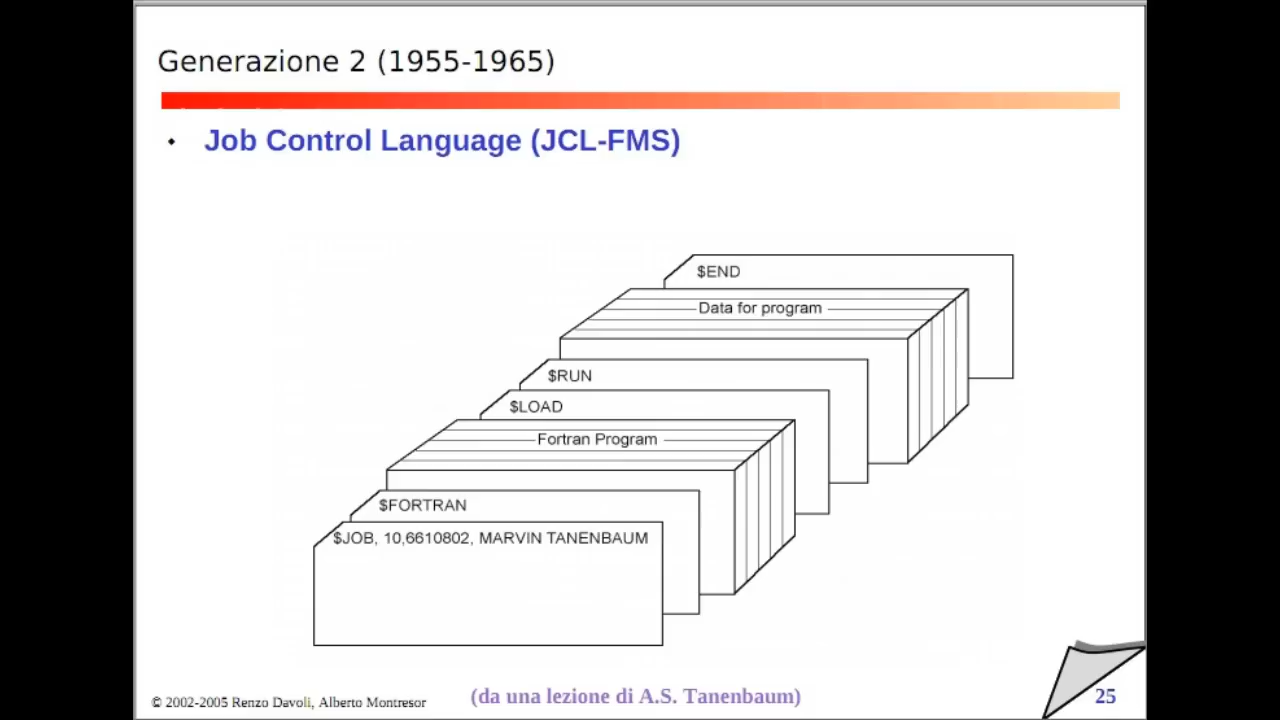 Generazione 2 (1955-1965)
• Job Control Language (JCL-FMS)
$END
Data for program
$RUN
$LOAD
Fortran Program
$FORTRAN
$JOB, 10,6610802, MARVIN TANENBAUM
© 2002-2005 Renzo Davoli, Alberto Montresor
(da una lezione di A.S. Tanenbaum)
25